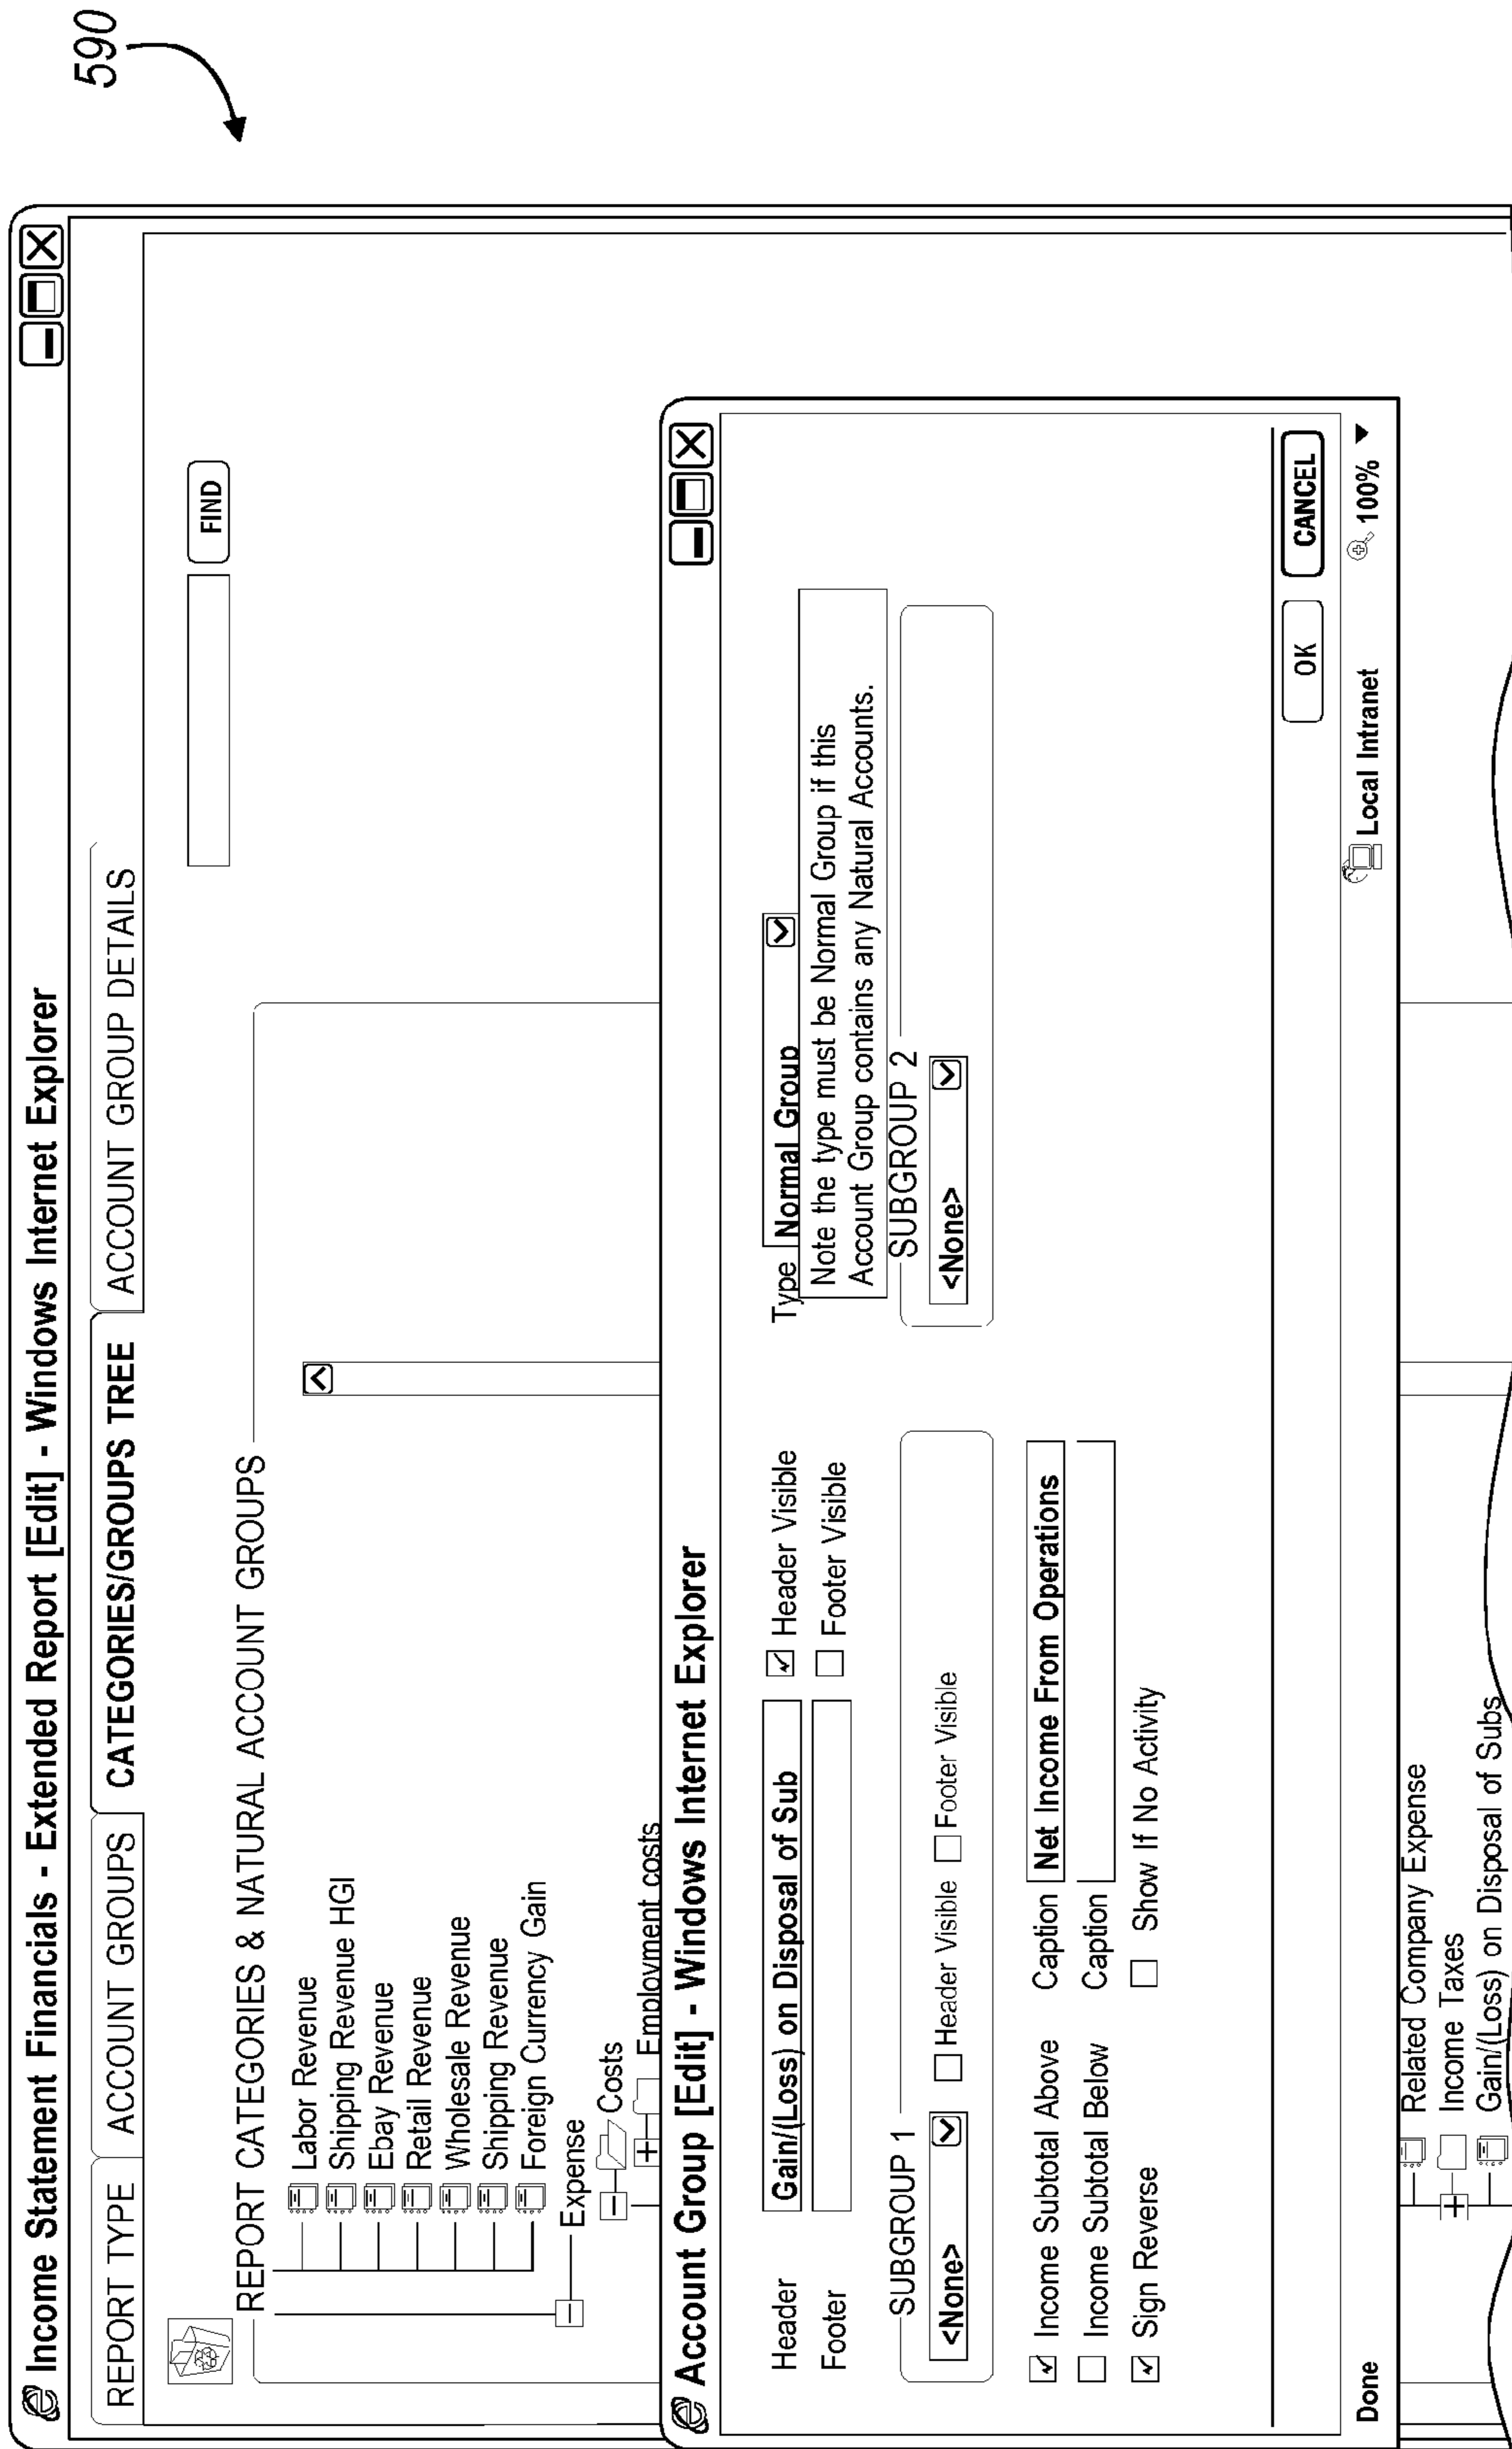 590
Income Statement Financials - Extended Report [Edit] - Windows Internet Explorer
REPORT TYPE ACCOUNT GROUPS CATEGORIES/GROUPS TREE ACCOUNT GROUP DETAILS
FIND
REPORT CATEGORIES & NATURAL ACCOUNT GROUPS
Labor Revenue
Shipping Revenue HGI
Ebay Revenue
Retail Revenue
Wholesale Revenue
Shipping Revenue
Foreign Currency Gain
Expense
Costs
Employment costs
Account Group [Edit] - Windows Internet Explorer
Header Gain/(Loss) on Disposal of Sub Header Visible Type Normal Group
Footer Footer Visible
Note the type must be Normal Group if this
Account Group contains any Natural Accounts.
SUBGROUP 1 SUBGROUP 2
<None> Header Visible Footer Visible <None>
Income Subtotal Above Caption Net Income From Operations
Income Subtotal Below Caption
Sign Reverse Show If No Activity
OK CANCEL
Done Local Intranet 100%
Related Company Expense
Income Taxes
Gain/(Loss) on Disposal of Subs